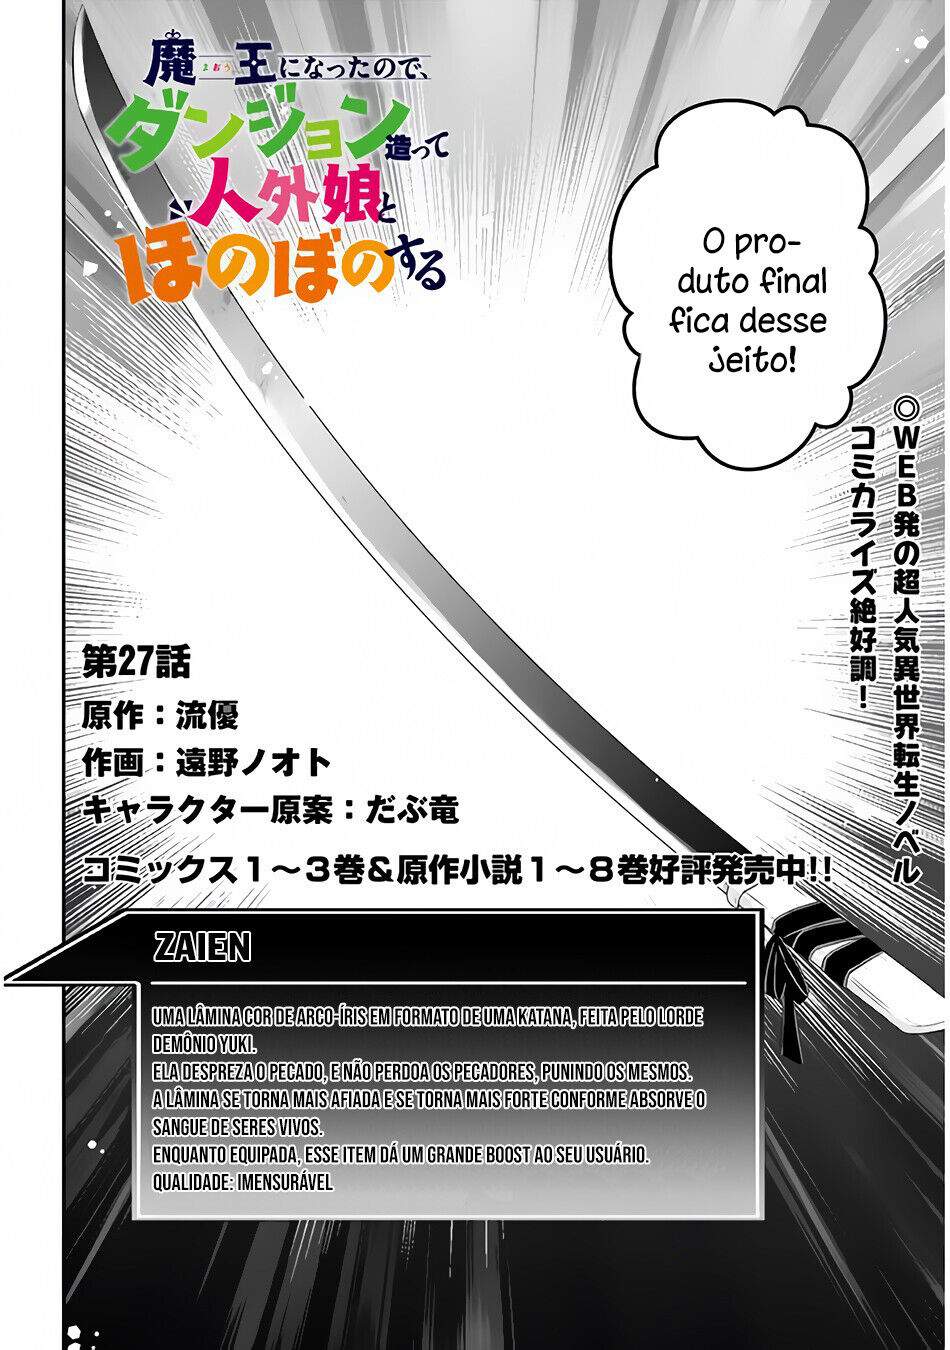 魔王になったので、
まおう
ダンジョン造って
人外娘と
ほのぼのする
O pro-
duto final
fica desse
jeito!
◎WEB発の超人気異世界転生ノベル
コミカライズ絶好調！
第27話
原作：流優
作画：遠野ノオト
キャラクター原案：だぶ竜
コミックス1～3巻＆原作小説1～8巻好評発売中!!
ZAIEN
UMA LÂMINA COR DE ARCO-ÍRIS EM FORMATO DE UMA KATANA, FEITA PELO LORDE
DEMÔNIO YUKI.
ELA DESPREZA O PECADO, E NÃO PERDOA OS PECADORES, PUNINDO OS MESMOS.
A LÂMINA SE TORNA MAIS AFIADA E SE TORNA MAIS FORTE CONFORME ABSORVE O
SANGUE DE SERES VIVOS.
ENQUANTO EQUIPADA, ESSE ITEM DÁ UM GRANDE BOOST AO SEU USUÁRIO.
QUALIDADE: IMENSURÁVEL